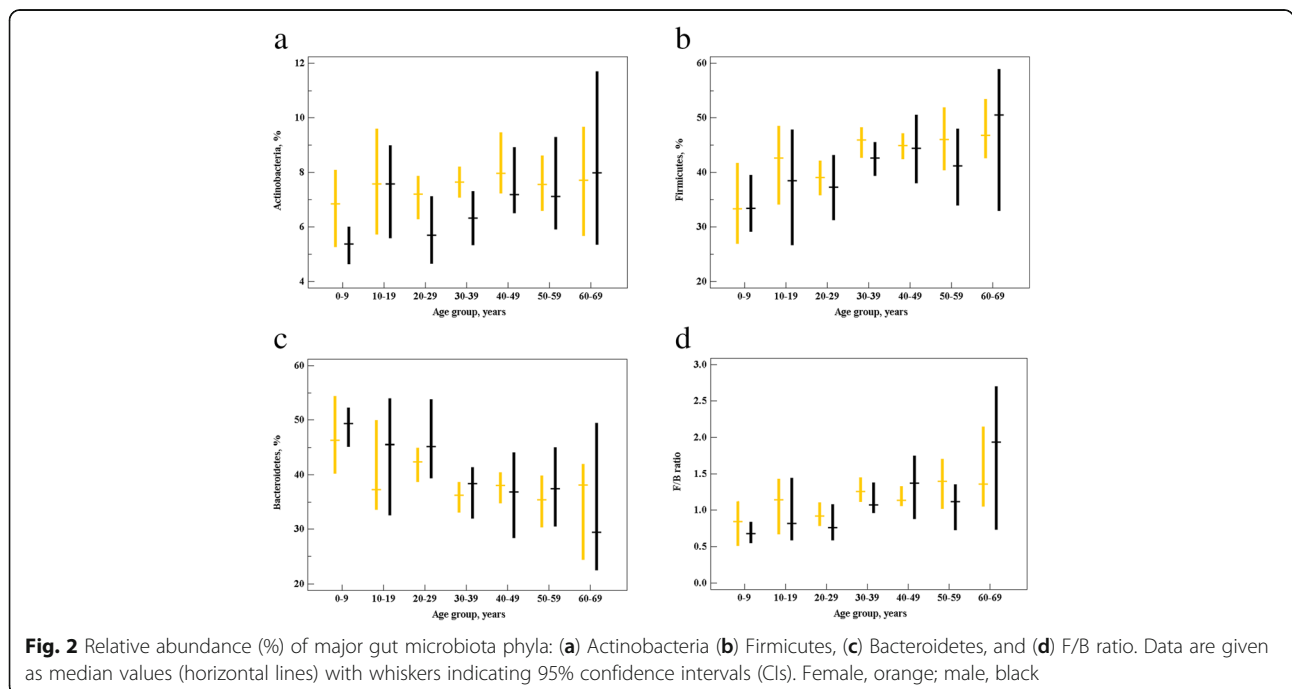 a
12
10
8
6
4
Actinobacteria, %
0-9 10-19 20-29 30-39 40-49 50-59 60-69
Age group, years
b
60
50
40
30
20
Firmicutes, %
0-9 10-19 20-29 30-39 40-49 50-59 60-69
Age group, years
c
60
50
40
30
20
Bacteroidetes, %
0-9 10-19 20-29 30-39 40-49 50-59 60-69
Age group, years
d
3.0
2.5
2.0
1.5
1.0
0.5
0.0
F/B ratio
0-9 10-19 20-29 30-39 40-49 50-59 60-69
Age group, years
Fig. 2 Relative abundance (%) of major gut microbiota phyla: (a) Actinobacteria (b) Firmicutes, (c) Bacteroidetes, and (d) F/B ratio. Data are given
as median values (horizontal lines) with whiskers indicating 95% confidence intervals (CIs). Female, orange; male, black